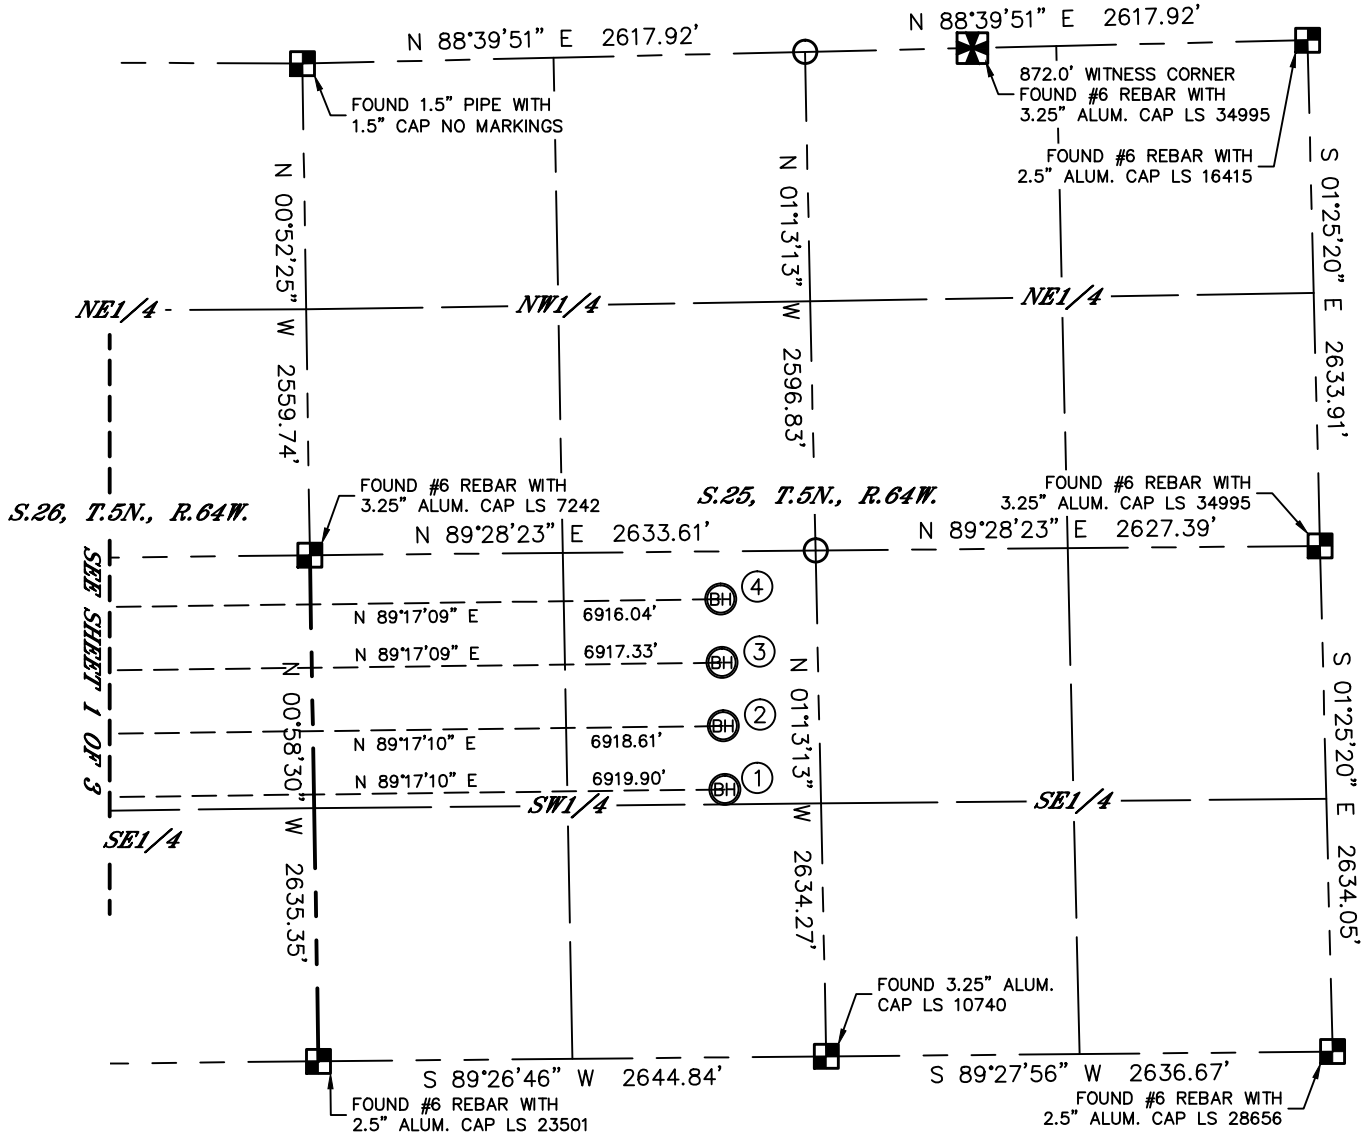 N 88°39'51" E 2617.92'
N 88°39'51" E 2617.92'
FOUND 1.5" PIPE WITH
1.5" CAP NO MARKINGS
872.0' WITNESS CORNER
FOUND #6 REBAR WITH
3.25" ALUM. CAP LS 34995
FOUND #6 REBAR WITH
2.5" ALUM. CAP LS 16415
N 00°52'25" W 2559.74'
N 01°13'13" W 2596.83'
S 01°25'20" E 2633.91'
NE1/4
NW1/4
NE1/4
S.26, T.5N., R.64W.
FOUND #6 REBAR WITH
3.25" ALUM. CAP LS 7242
S.25, T.5N., R.64W.
FOUND #6 REBAR WITH
3.25" ALUM. CAP LS 34995
N 89°28'23" E 2633.61'
N 89°28'23" E 2627.39'
SEE SHEET 1 OF 3
BH 4
N 89°17'09" E 6916.04'
N 89°17'09" E 6917.33'
BH 3
BH 2
N 89°17'10" E 6918.61'
N 89°17'10" E 6919.90'
BH 1
N 00°58'30" W 2635.35'
N 01°13'13" W 2634.27'
S 01°25'20" E 2634.05'
SW1/4
SE1/4
SE1/4
FOUND 3.25" ALUM.
CAP LS 10740
S 89°26'46" W 2644.84'
S 89°27'56" W 2636.67'
FOUND #6 REBAR WITH
2.5" ALUM. CAP LS 23501
FOUND #6 REBAR WITH
2.5" ALUM. CAP LS 28656